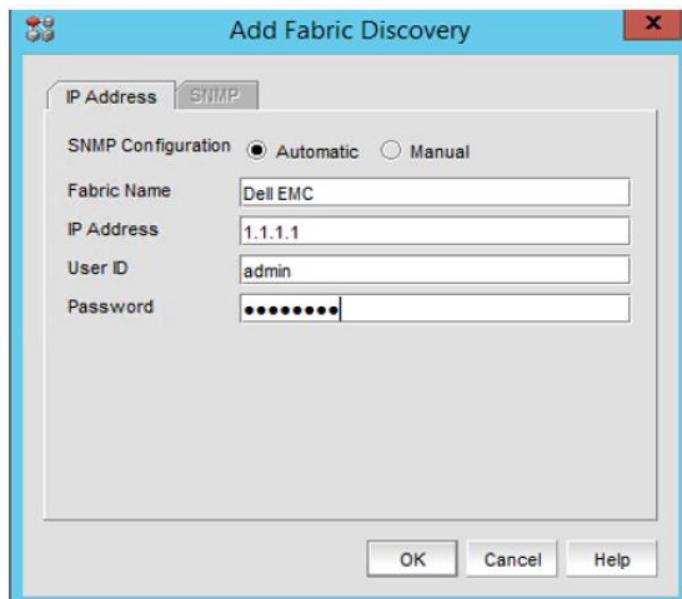 Add Fabric Discovery
x
IP Address SNMP
SNMP Configuration Automatic Manual
Fabric Name Dell EMC
IP Address 1.1.1.1
User ID admin
Password ••••••••
OK Cancel Help